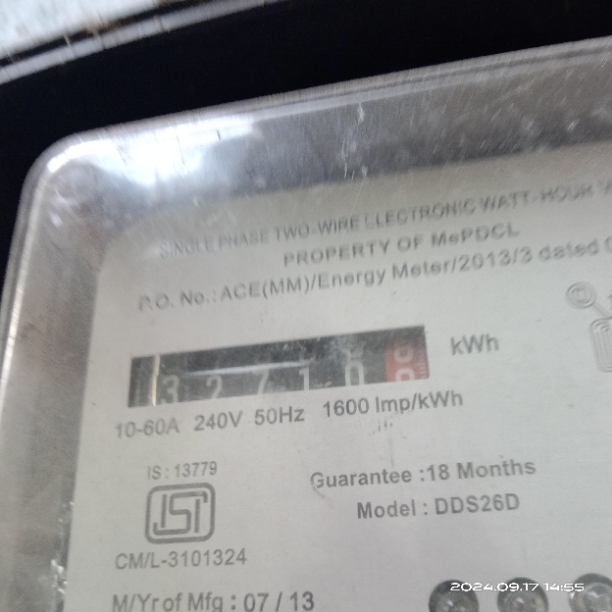 SINGLE PHASE TWO-WIRE ELECTRONIC WATT-HOUR
PROPERTY OF MePDCL
P.O. No.: ACE(MM)/Energy Meter/2013/3 dated
3 2 7 1 0 kWh
10-60A 240V 50Hz 1600 Imp/kWh
IS : 13779
Guarantee :18 Months
ISI
Model : DDS26D
CM/L-3101324
M/Yr of Mfg : 07 / 13
2024.09.17 14:55